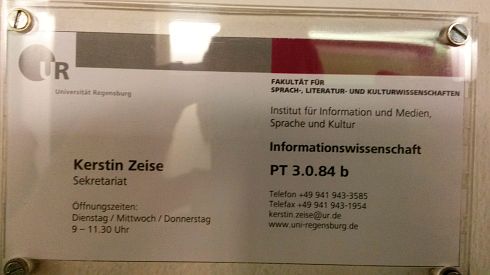 UR
Universität Regensburg
FAKULTÄT FÜR
SPRACH-, LITERATUR- UND KULTURWISSENSCHAFTEN
Institut für Information und Medien,
Sprache und Kultur
Informationswissenschaft
PT 3.0.84 b
Telefon +49 941 943-3585
Telefax +49 941 943-1954
kerstin.zeise@ur.de
www.uni-regensburg.de
Kerstin Zeise
Sekretariat
Öffnungszeiten:
Dienstag / Mittwoch / Donnerstag
9 – 11.30 Uhr